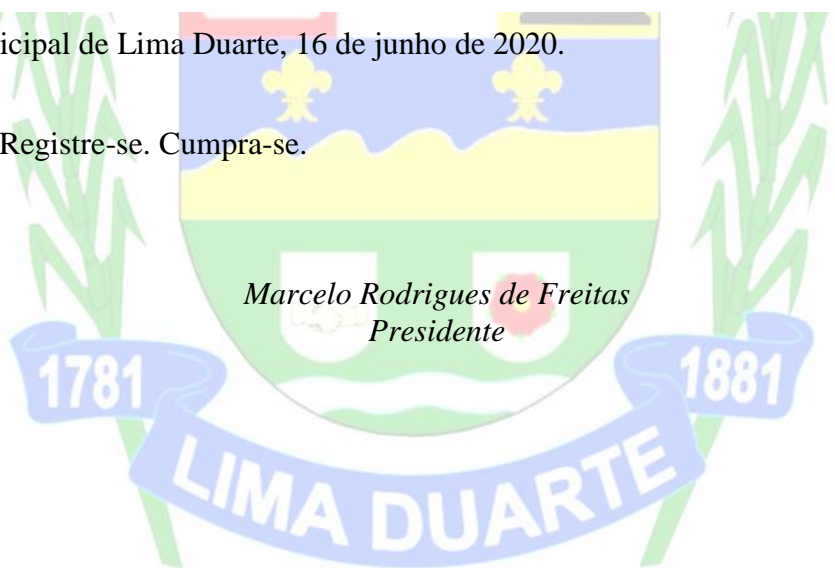 icipal de Lima Duarte, 16 de junho de 2020.
Registre-se. Cumpra-se.
Marcelo Rodrigues de Freitas
Presidente
1781
1881
LIMA DUARTE